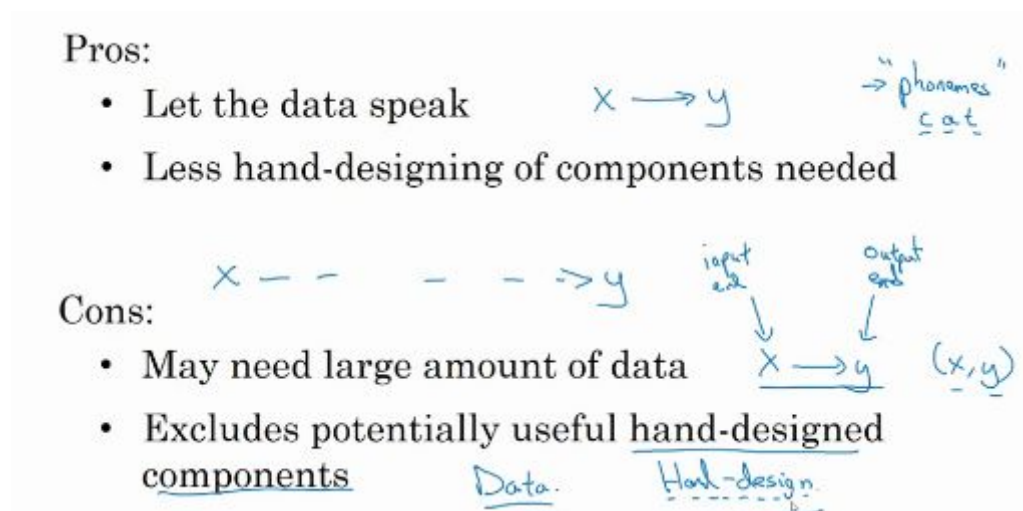 Pros:
• Let the data speak x → y → "phonemes"
c a t
• Less hand-designing of components needed
x - - - - -> y input end output end
Cons:
• May need large amount of data x → y (x, y)
• Excludes potentially useful hand-designed
components Data. Hand-design.